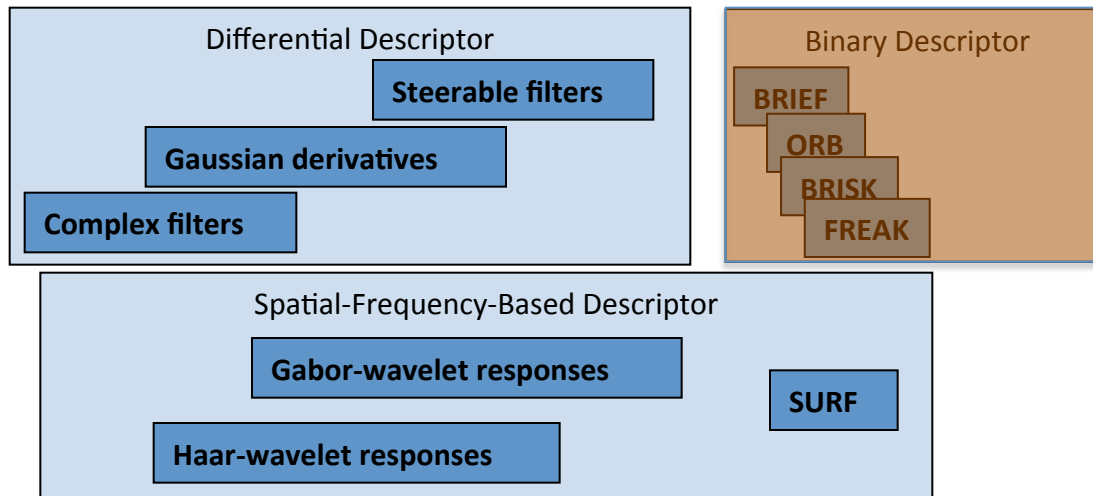 Differential Descriptor
Steerable filters
Gaussian derivatives
Complex filters
Binary Descriptor
BRIEF
ORB
BRISK
FREAK
Spatial-Frequency-Based Descriptor
Gabor-wavelet responses
SURF
Haar-wavelet responses